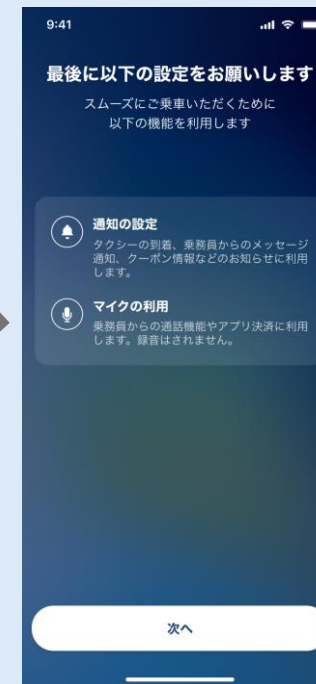 9:41
最後に以下の設定をお願いします
スムーズにご乗車いただくために
以下の機能を利用します
通知の設定
タクシーの到着、乗務員からのメッセージ
通知、クーポン情報などのお知らせに利用
します。
マイクの利用
乗務員からの通話機能やアプリ決済に利用
します。録音はされません。
次へ